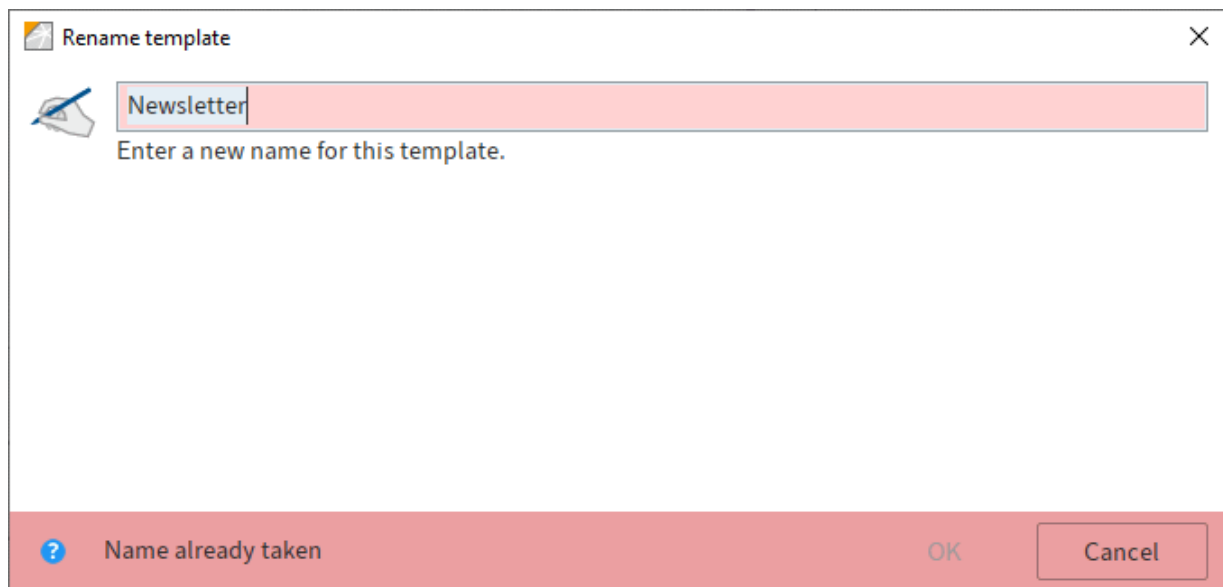 Rename template
Newsletter
Enter a new name for this template.
? Name already taken OK Cancel